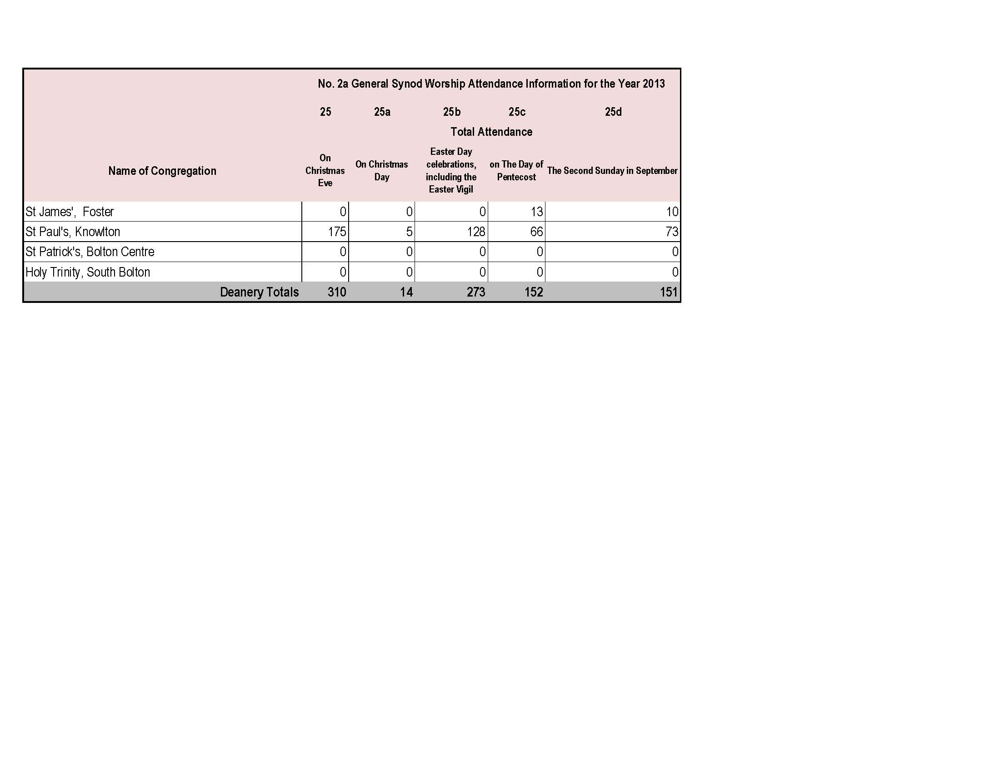 No. 2a General Synod Worship Attendance Information for the Year 2013
25 25a 25b 25c 25d
Total Attendance
Name of Congregation
On
Christmas
Eve
On Christmas
Day
Easter Day
celebrations,
including the
Easter Vigil
on The Day of
Pentecost
The Second Sunday in September
St James', Foster 0 0 0 13 10
St Paul's, Knowlton 175 5 128 66 73
St Patrick's, Bolton Centre 0 0 0 0 0
Holy Trinity, South Bolton 0 0 0 0 0
Deanery Totals 310 14 273 152 151